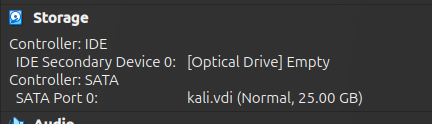 Storage
Controller: IDE
IDE Secondary Device 0: [Optical Drive] Empty
Controller: SATA
SATA Port 0: kali.vdi (Normal, 25.00 GB)
Audio